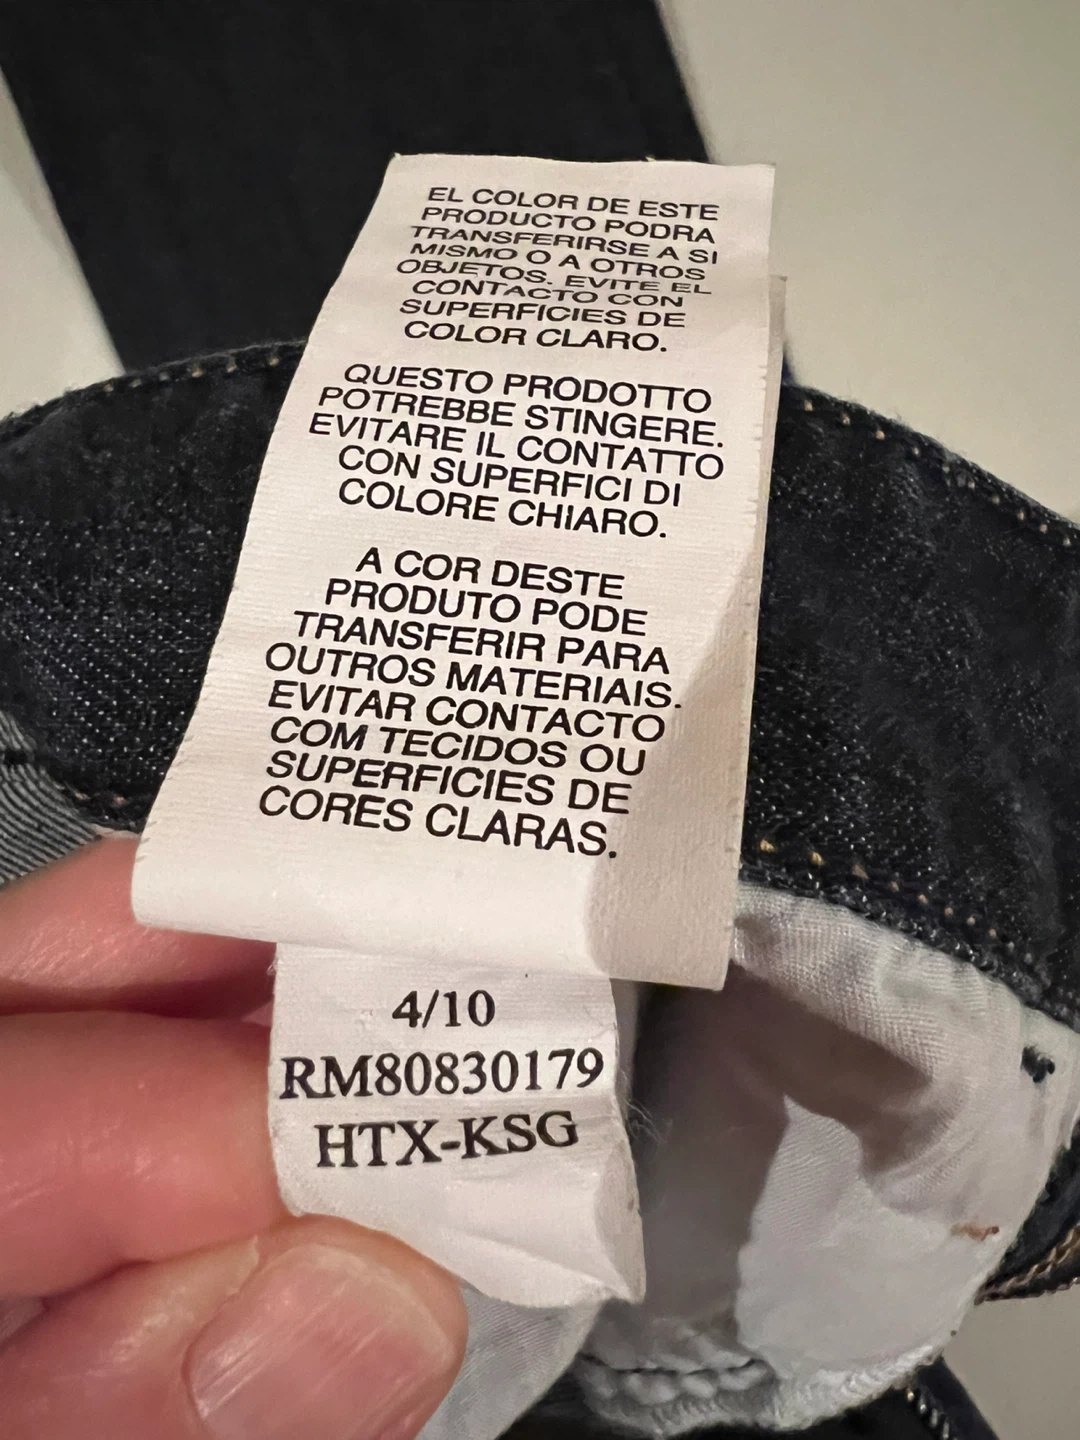 EL COLOR DE ESTE
PRODUCTO PODRA
TRANSFERIRSE A SI
MISMO O A OTROS
OBJETOS. EVITE EL
CONTACTO CON
SUPERFICIES DE
COLOR CLARO.
QUESTO PRODOTTO
POTREBBE STINGERE.
EVITARE IL CONTATTO
CON SUPERFICI DI
COLORE CHIARO.
A COR DESTE
PRODUTO PODE
TRANSFERIR PARA
OUTROS MATERIAIS.
EVITAR CONTACTO
COM TECIDOS OU
SUPERFICIES DE
CORES CLARAS.
4/10
RM80830179
HTX-KSG